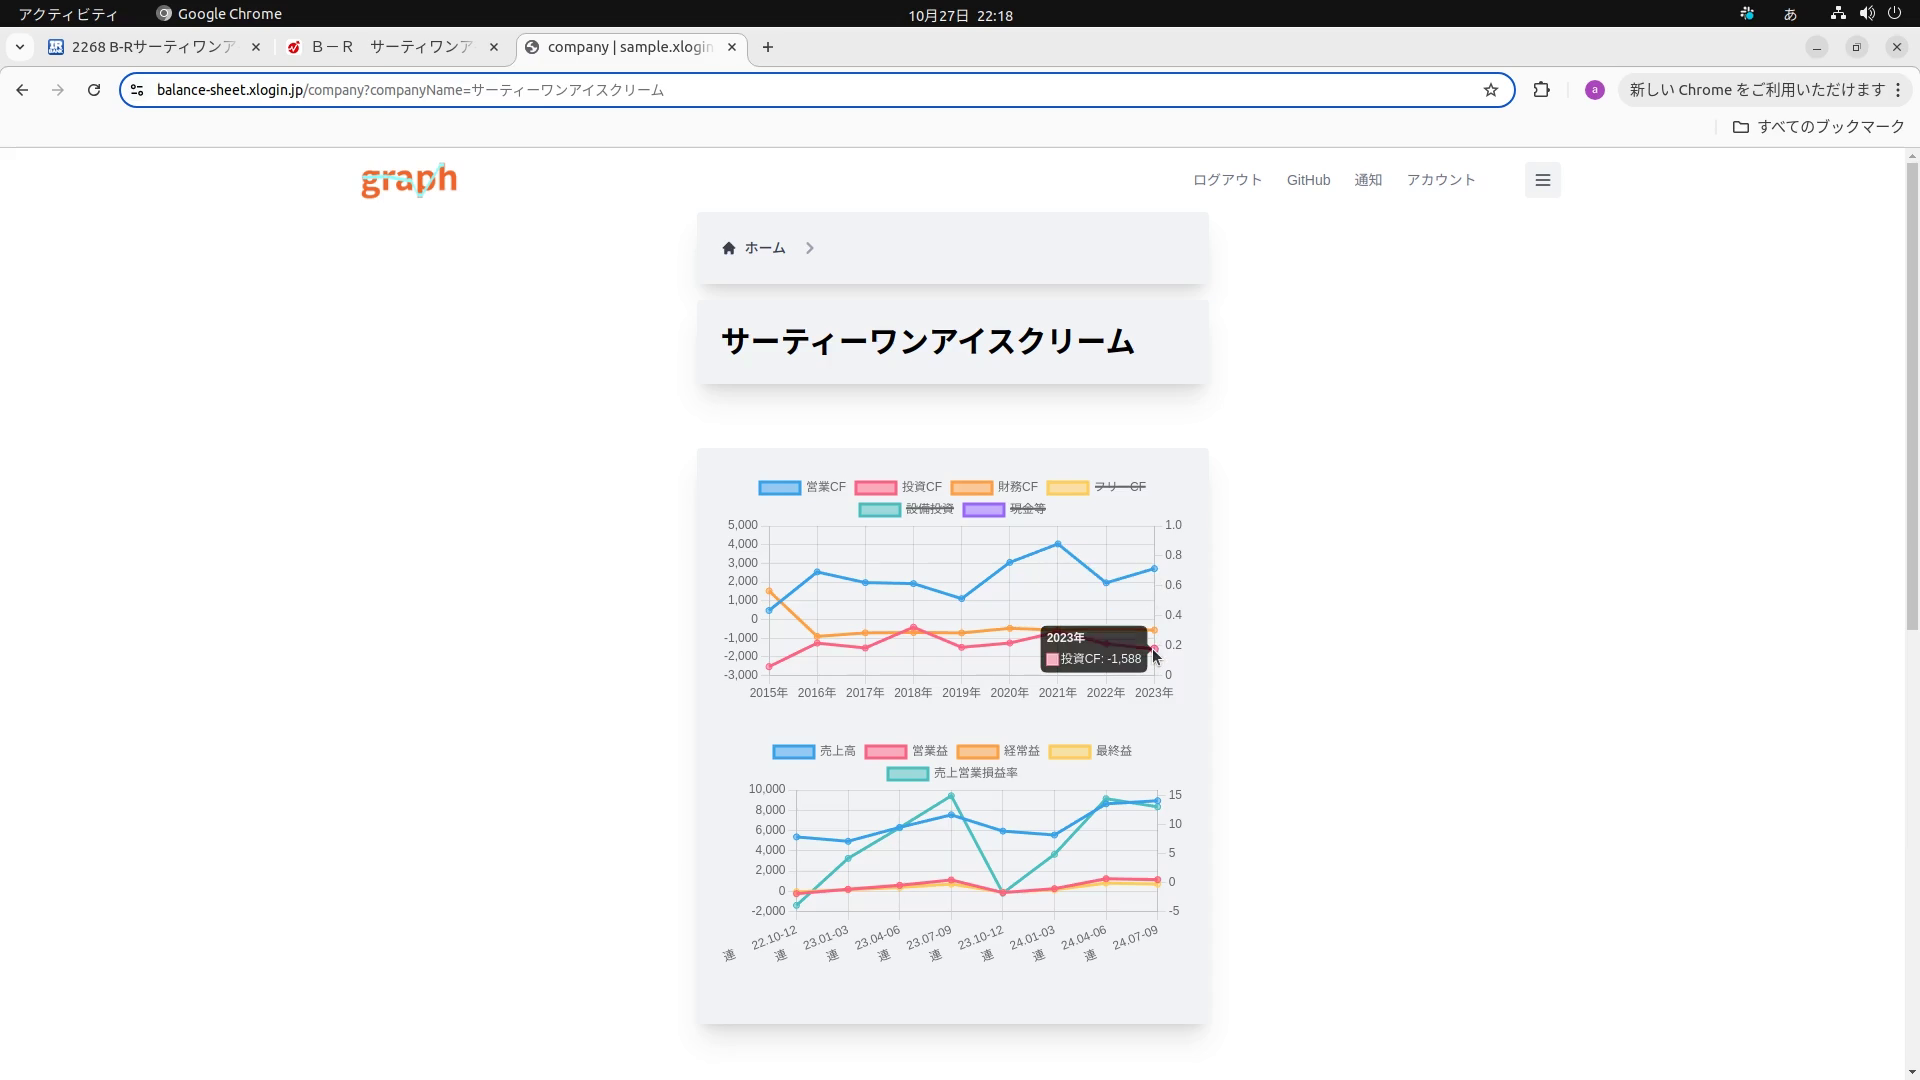 アクティビティ Google Chrome 10月27日 22:18 あ
2268 B-Rサーティワンア B－R サーティワンア company | sample.xlogin
balance-sheet.xlogin.jp/company?companyName=サーティーワンアイスクリーム a 新しい Chrome をご利用いただけます
すべてのブックマーク
graph ログアウト GitHub 通知 アカウント
ホーム
サーティーワンアイスクリーム
営業CF 投資CF 財務CF フリーCF
設備投資 現金等
5,000 1.0
4,000
0.8
3,000
2,000 0.6
1,000
0 0.4
-1,000 2023年
0.2
-2,000 投資CF: -1,588
-3,000 0
2015年 2016年 2017年 2018年 2019年 2020年 2021年 2022年 2023年
売上高 営業益 経常益 最終益
売上営業損益率
10,000 15
8,000
6,000 10
4,000 5
2,000
0 0
-2,000 -5
22.10-12 23.01-03 23.04-06 23.07-09 23.10-12 24.01-03 24.04-06 24.07-09
連 連 連 連 連 連 連 連